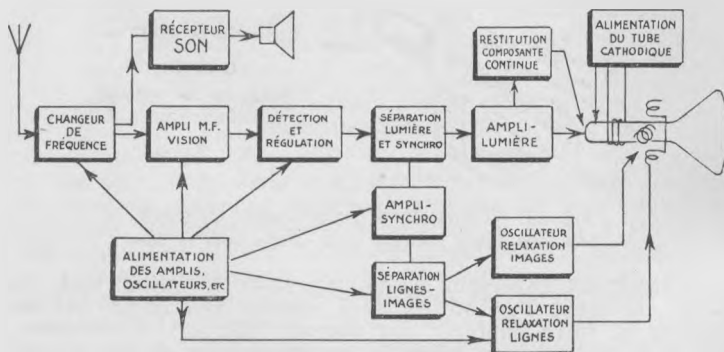 RÉCEPTEUR
SON
RESTITUTION
COMPOSANTE
CONTINUE
ALIMENTATION
DU TUBE
CATHODIQUE
CHANGEUR
DE
FRÉQUENCE
AMPLI M.F.
VISION
DÉTECTION
ET
RÉGULATION
SÉPARATION
LUMIÈRE
ET SYNCHRO
AMPLI-
LUMIÈRE
AMPLI-
SYNCHRO
ALIMENTATION
DES AMPLIS,
OSCILLATEURS, ETC
SÉPARATION
LIGNES-
IMAGES
OSCILLATEUR
RELAXATION
IMAGES
OSCILLATEUR
RELAXATION
LIGNES